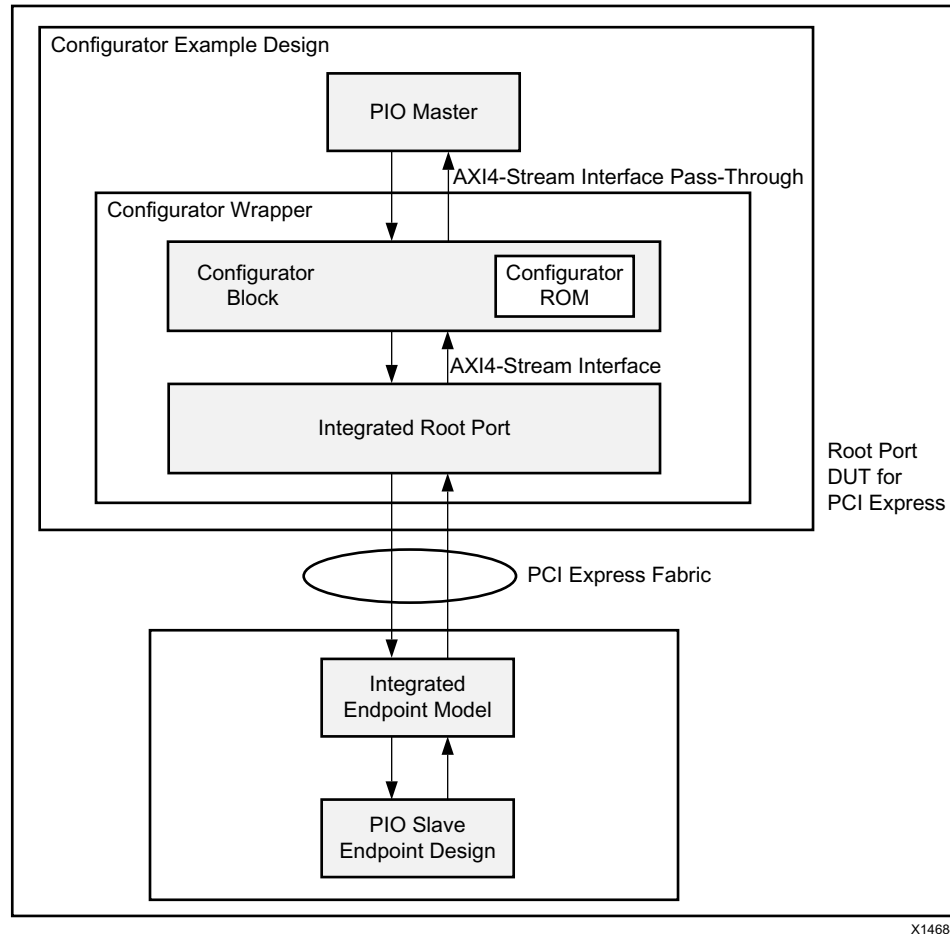 Configurator Example Design
PIO Master
AXI4-Stream Interface Pass-Through
Configurator Wrapper
Configurator
Block
Configurator
ROM
AXI4-Stream Interface
Integrated Root Port
Root Port
DUT for
PCI Express
PCI Express Fabric
Integrated
Endpoint Model
PIO Slave
Endpoint Design
X1468